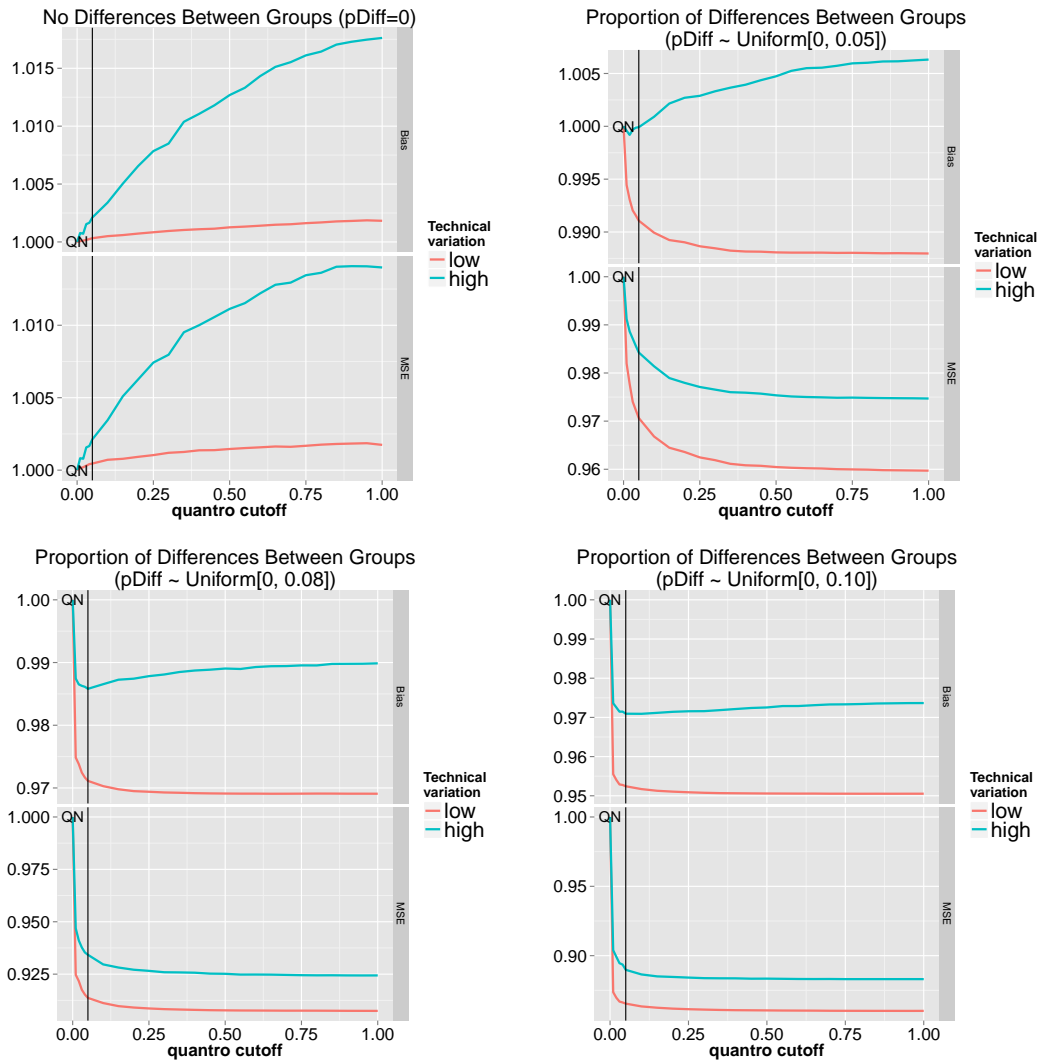 No Differences Between Groups (pDiff=0)
1.015
1.010
1.005
1.000
QN
Bias
1.010
1.005
1.000
QN
MSE
0.00 0.25 0.50 0.75 1.00
quantro cutoff
Technical
variation
low
high
Proportion of Differences Between Groups
(pDiff ~ Uniform[0, 0.05])
1.005
1.000
0.995
0.990
QN
Bias
1.00
0.99
0.98
0.97
0.96
QN
MSE
0.00 0.25 0.50 0.75 1.00
quantro cutoff
Technical
variation
low
high
Proportion of Differences Between Groups
(pDiff ~ Uniform[0, 0.08])
1.00
0.99
0.98
0.97
QN
Bias
1.000
0.975
0.950
0.925
QN
MSE
0.00 0.25 0.50 0.75 1.00
quantro cutoff
Technical
variation
low
high
Proportion of Differences Between Groups
(pDiff ~ Uniform[0, 0.10])
1.00
0.99
0.98
0.97
0.96
0.95
QN
Bias
1.00
0.95
0.90
QN
MSE
0.00 0.25 0.50 0.75 1.00
quantro cutoff
Technical
variation
low
high